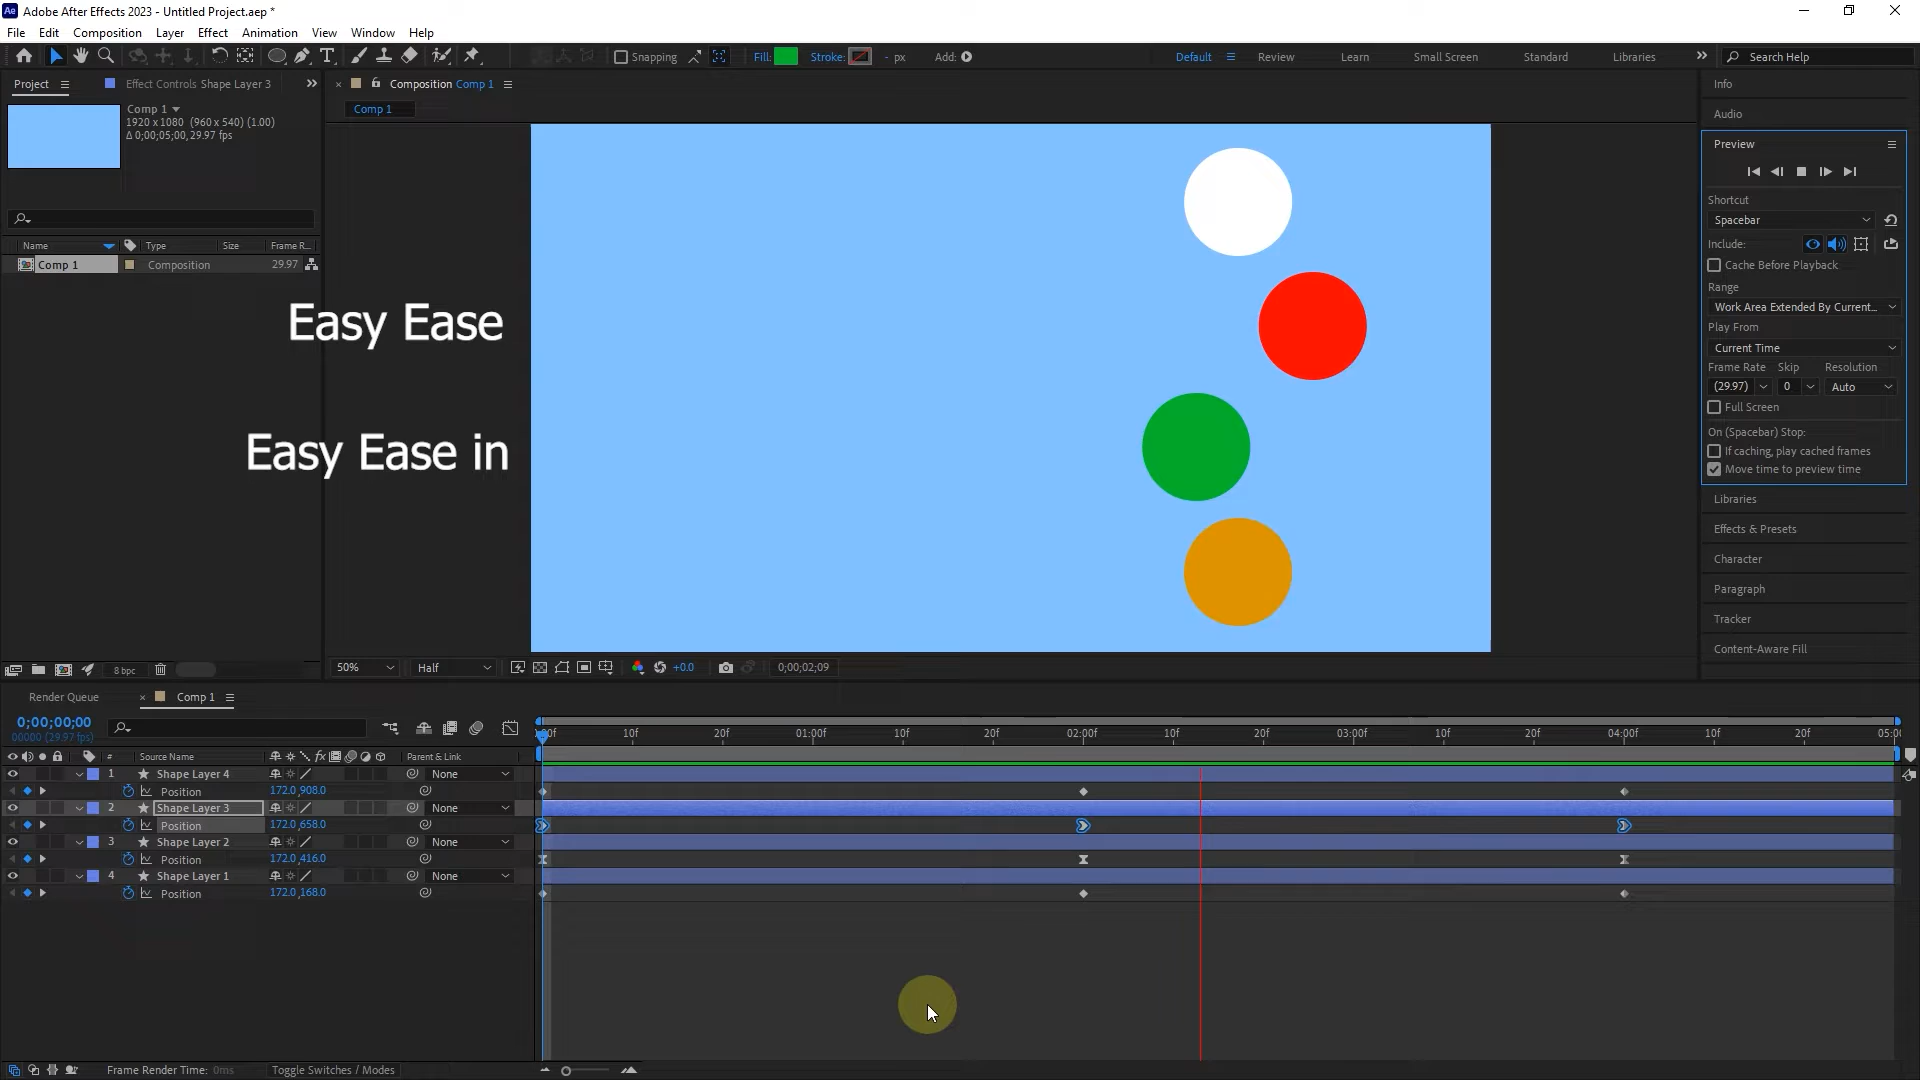 Ae Adobe After Effects 2023 - Untitled Project.aep *
File Edit Composition Layer Effect Animation View Window Help
Snapping Fill: Stroke: - px Add: Default Review Learn Small Screen Standard Libraries Search Help
Project Effect Controls Shape Layer 3
Composition Comp 1
Info
Comp 1
1920 x 1080 (960 x 540) (1.00)
Δ 0;00;05;00, 29.97 fps
Comp 1
Audio
Preview
Shortcut
Spacebar
Include:
Cache Before Playback
Range
Work Area Extended By Current...
Play From
Current Time
Frame Rate Skip Resolution
(29.97) 0 Auto
Full Screen
On (Spacebar) Stop:
If caching, play cached frames
Move time to preview time
Libraries
Effects & Presets
Character
Paragraph
Tracker
Content-Aware Fill
Name Type Size Frame R...
Comp 1 Composition 29.97
Easy Ease
Easy Ease in
8 bpc
50% Half +0.0 0;00;02;09
Render Queue Comp 1
0;00;00;00
00000 (29.97 fps)
:00f 10f 20f 01:00f 10f 20f 02:00f 10f 20f 03:00f 10f 20f 04:00f 10f 20f 05:00
# Source Name fx Parent & Link
1 Shape Layer 4 None
Position 172.0,908.0
2 Shape Layer 3 None
Position 172.0,658.0
3 Shape Layer 2 None
Position 172.0,416.0
4 Shape Layer 1 None
Position 172.0,168.0
Frame Render Time: 0ms Toggle Switches / Modes